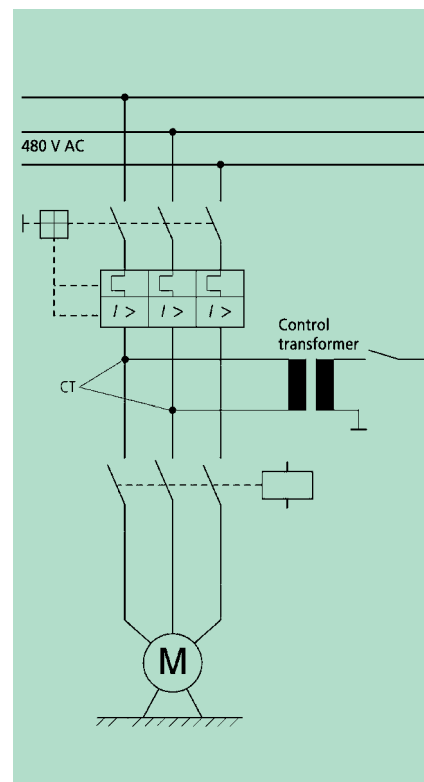 480 V AC
I > I > I >
Control
transformer
CT
M